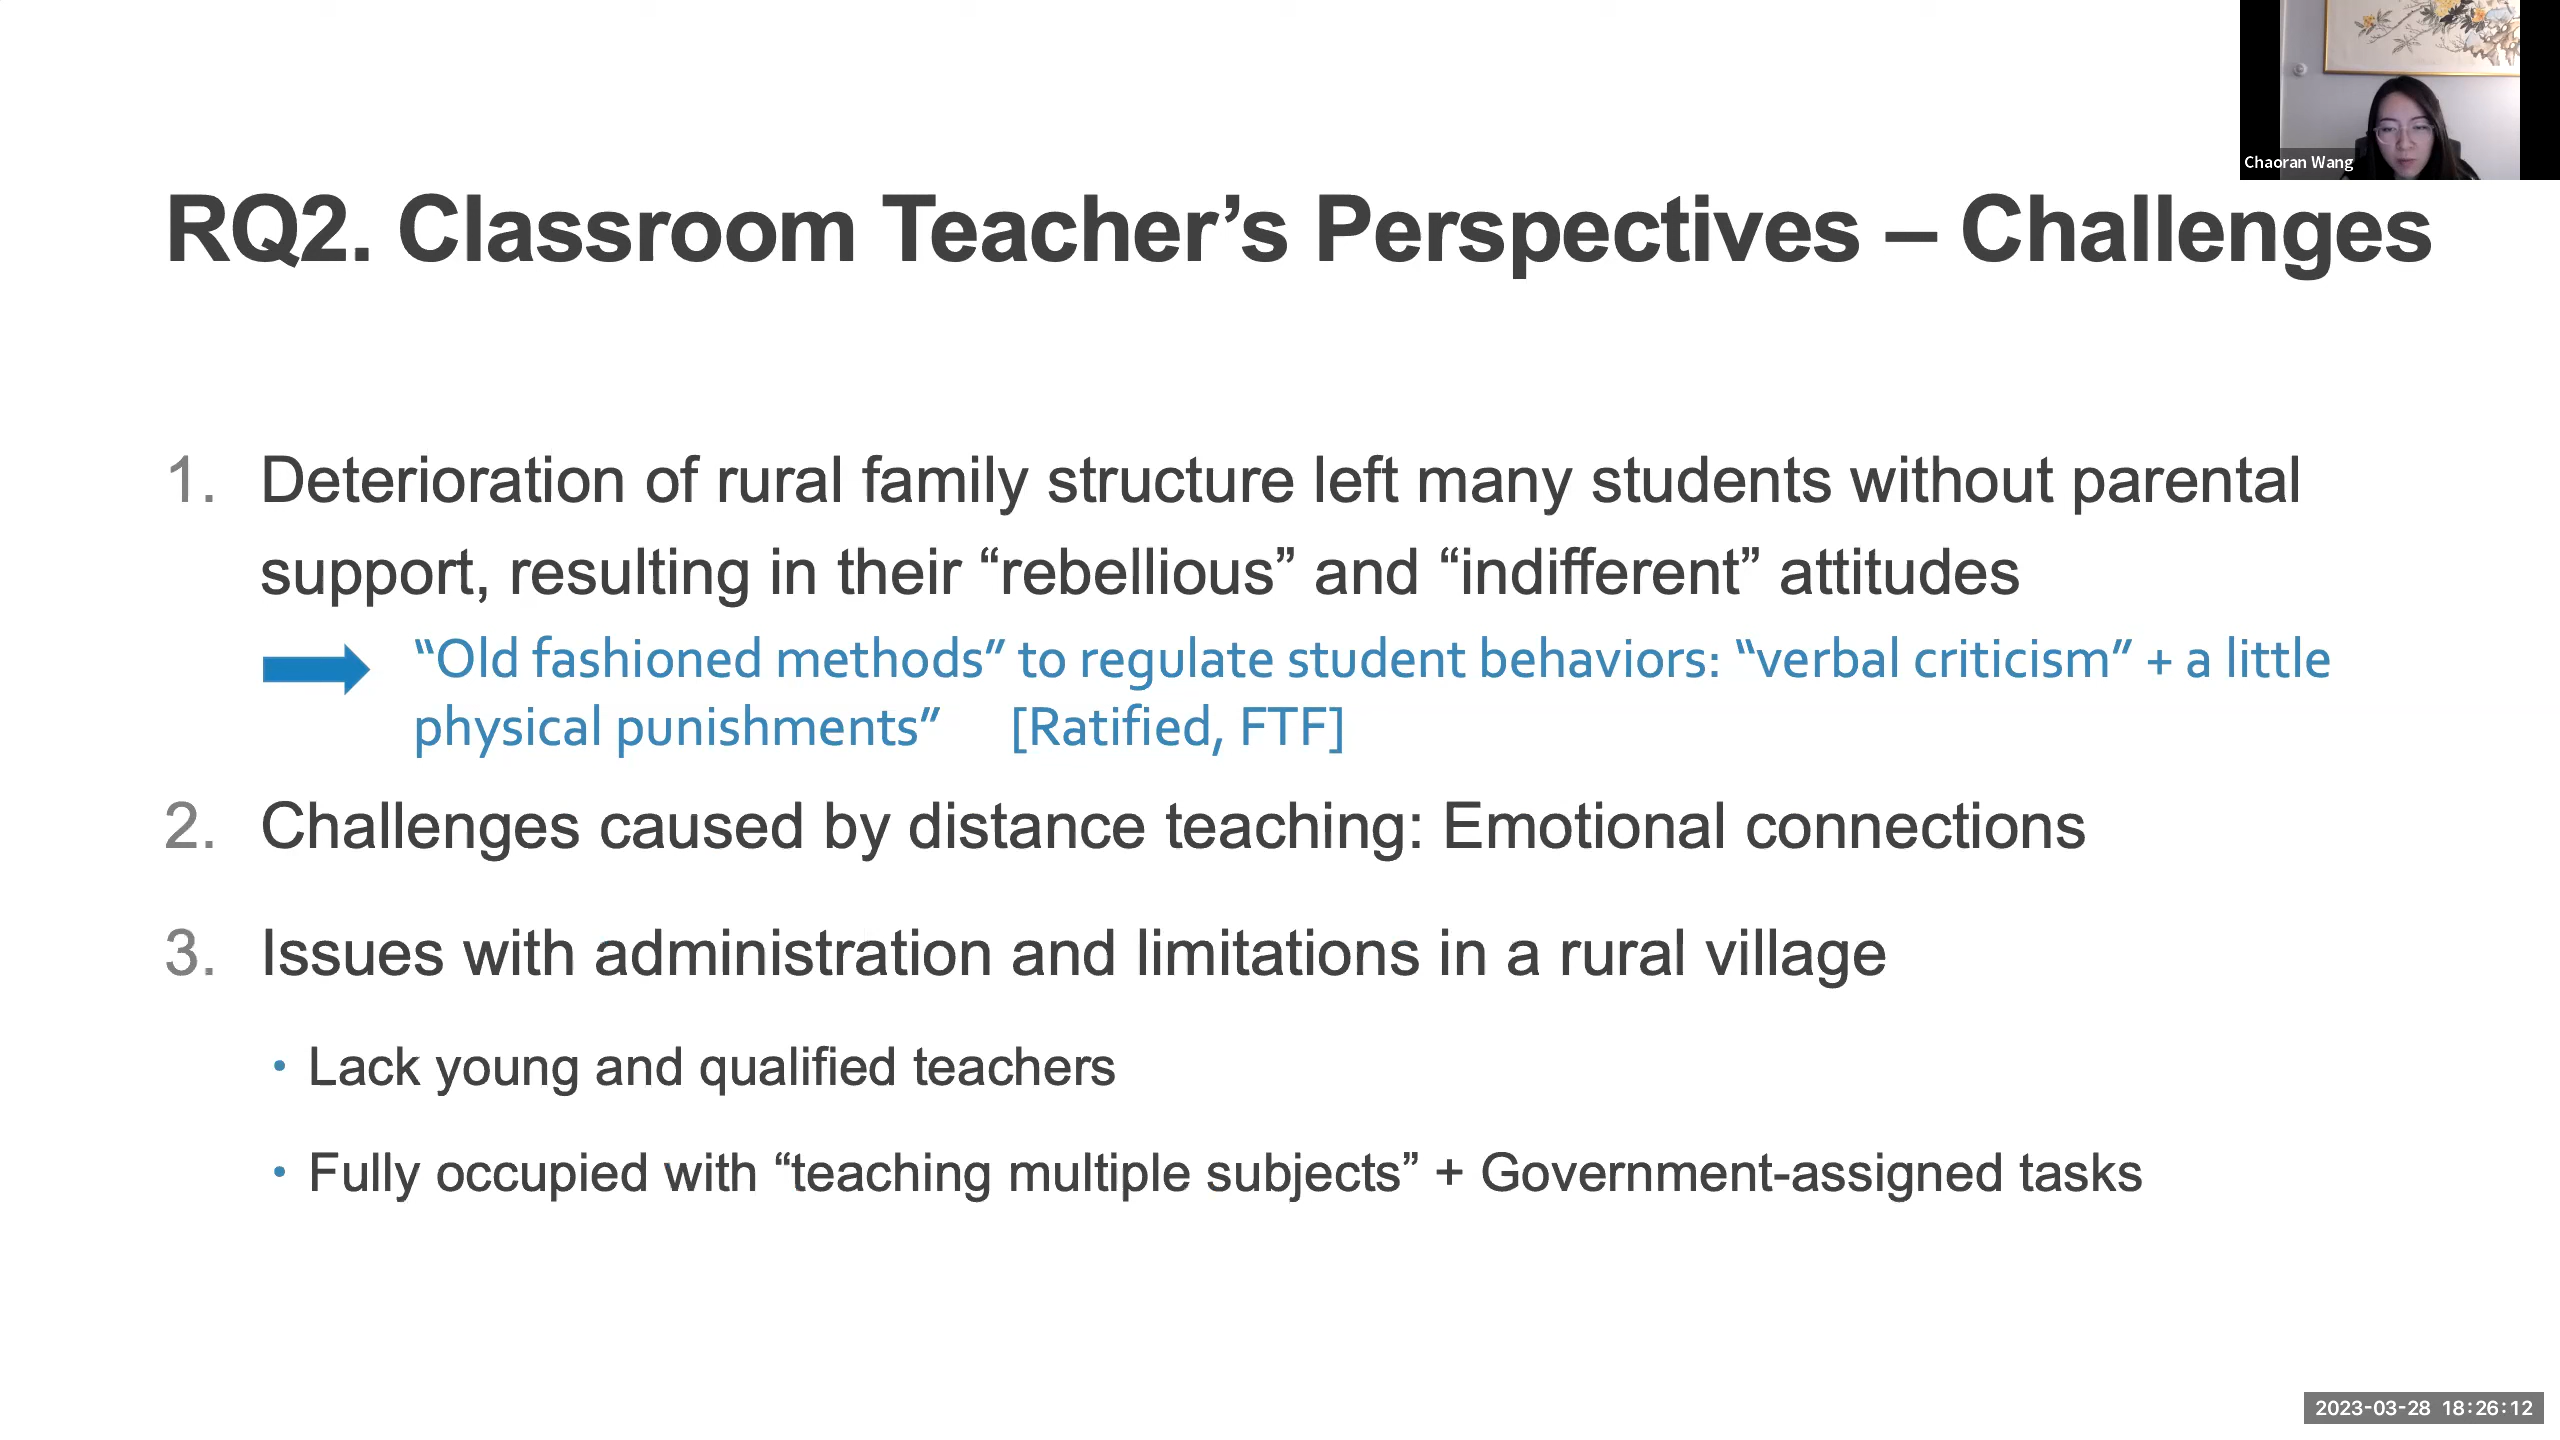 Chaoran Wang
RQ2. Classroom Teacher’s Perspectives – Challenges
1. Deterioration of rural family structure left many students without parental
support, resulting in their “rebellious” and “indifferent” attitudes
“Old fashioned methods” to regulate student behaviors: “verbal criticism” + a little
physical punishments” [Ratified, FTF]
2. Challenges caused by distance teaching: Emotional connections
3. Issues with administration and limitations in a rural village
• Lack young and qualified teachers
• Fully occupied with “teaching multiple subjects” + Government-assigned tasks
2023-03-28 18:26:12